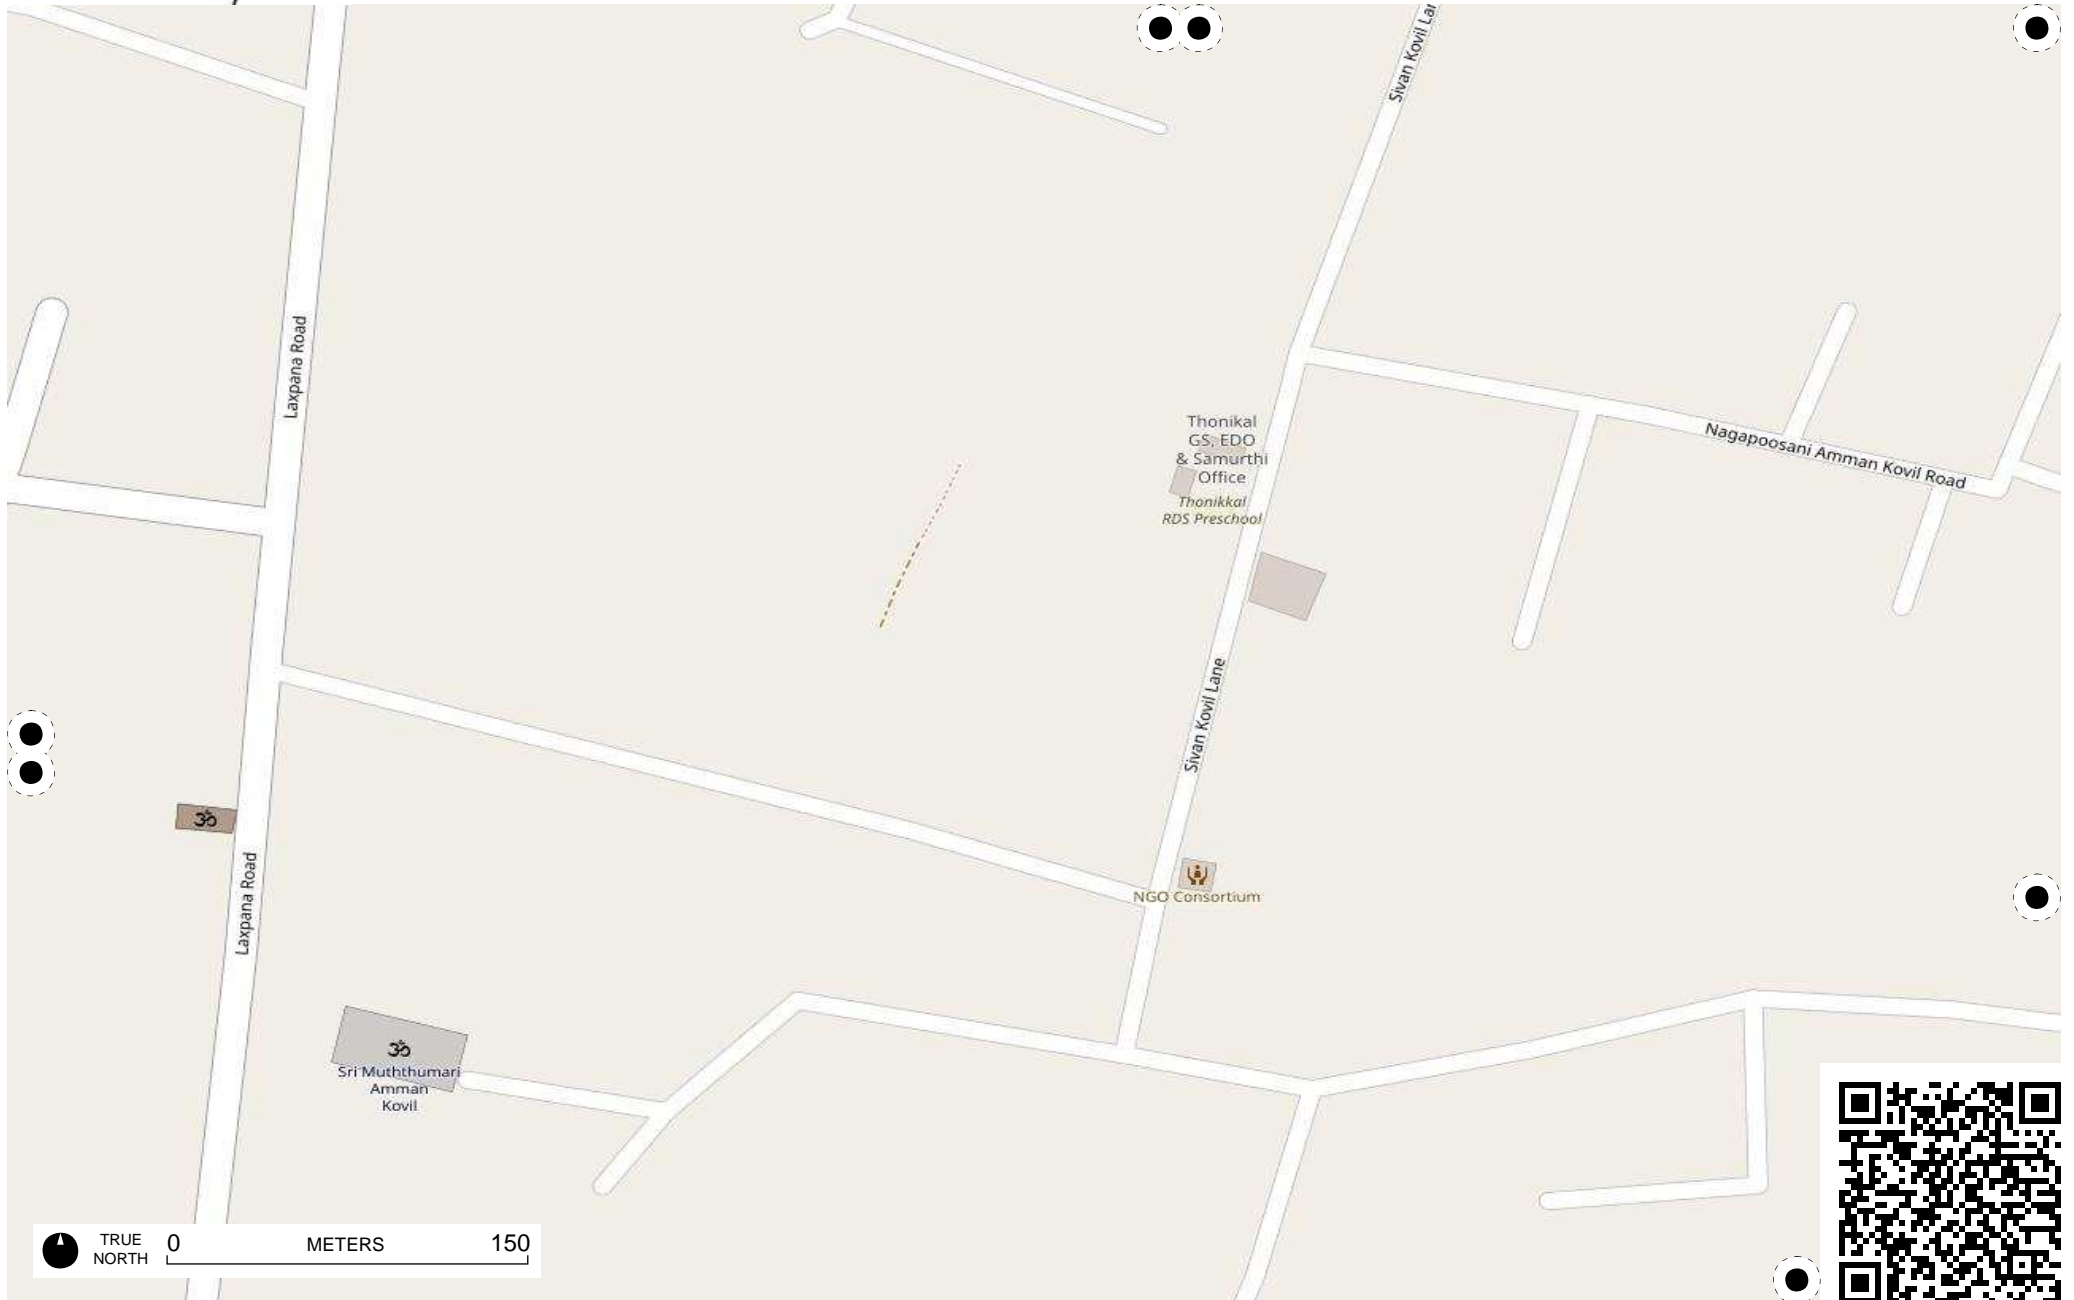 Sivan Kovil La
Laxpana Road
Thonikal
GS, EDO
& Samurthi
Office
Thonikkal
RDS Preschool
Nagapoosani Amman Kovil Road
Sivan Kovil Lane
NGO Consortium
Laxpana Road
ॐ
ॐ
Sri Muththumari
Amman
Kovil
TRUE
NORTH
0 METERS 150